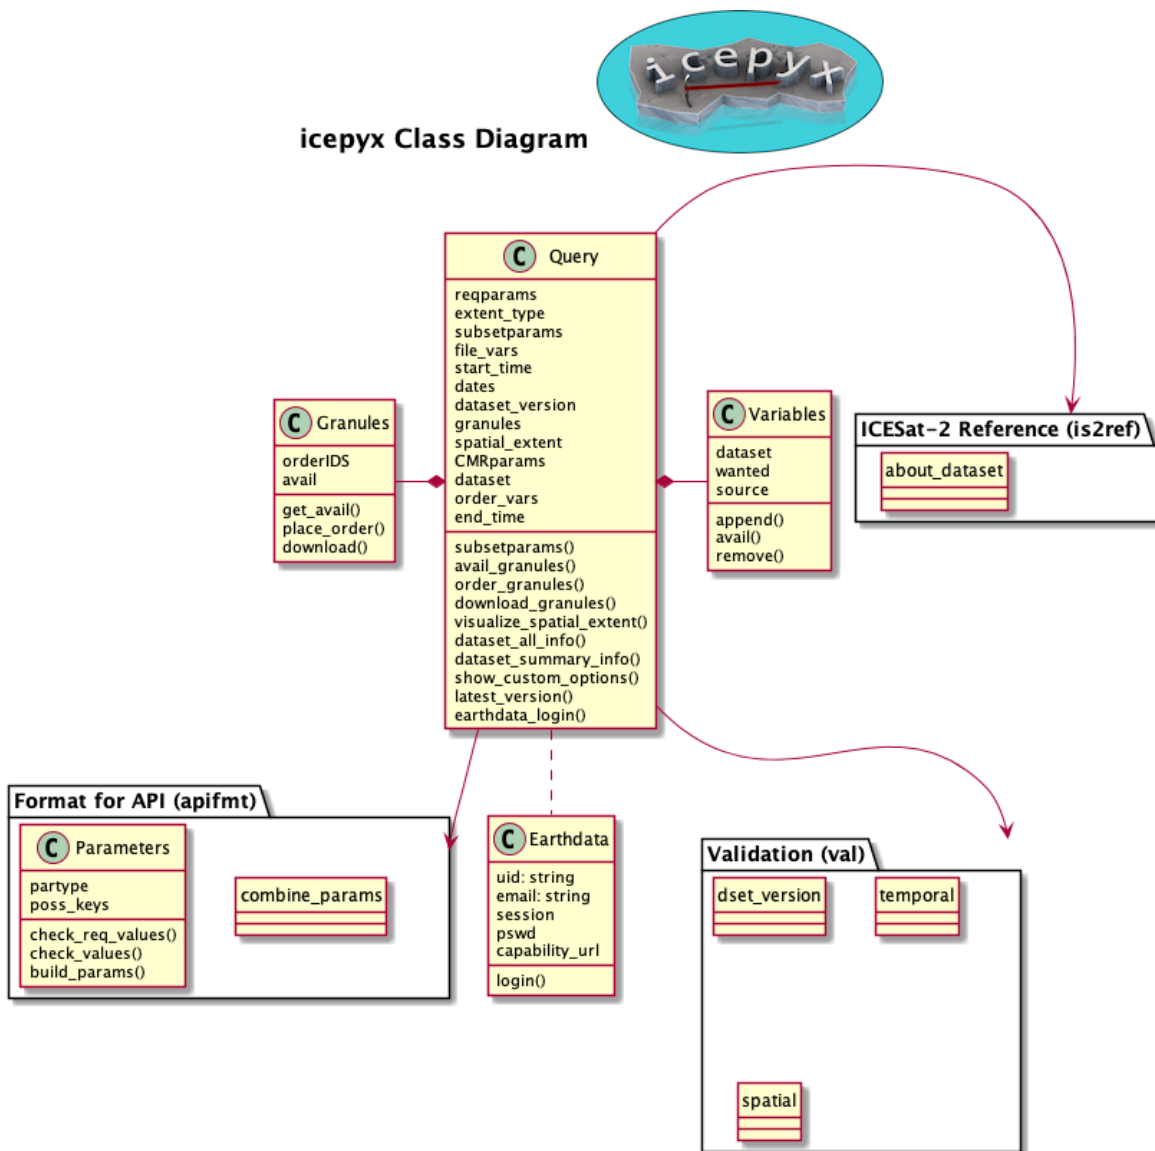 icepyx
icepyx Class Diagram
C Query
reqparams
extent_type
subsetparams
file_vars
start_time
dates
dataset_version
granules
spatial_extent
CMRparams
dataset
order_vars
end_time
subsetparams()
avail_granules()
order_granules()
download_granules()
visualize_spatial_extent()
dataset_all_info()
dataset_summary_info()
show_custom_options()
latest_version()
earthdata_login()
C Granules
orderIDS
avail
get_avail()
place_order()
download()
C Variables
dataset
wanted
source
append()
avail()
remove()
ICESat-2 Reference (is2ref)
about_dataset
Format for API (apifmt)
C Parameters
partype
poss_keys
check_req_values()
check_values()
build_params()
combine_params
C Earthdata
uid: string
email: string
session
pswd
capability_url
login()
Validation (val)
dset_version
temporal
spatial